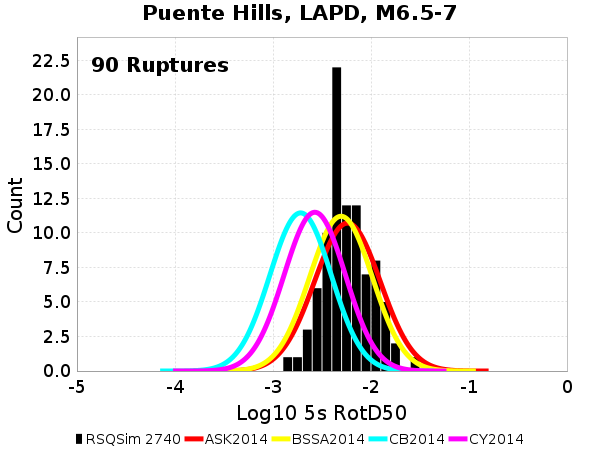 Puente Hills, LAPD, M6.5-7
90 Ruptures
Count
22.5
20.0
17.5
15.0
12.5
10.0
7.5
5.0
2.5
0.0
-5 -4 -3 -2 -1 0
Log10 5s RotD50
RSQSim 2740 ASK2014 BSSA2014 CB2014 CY2014